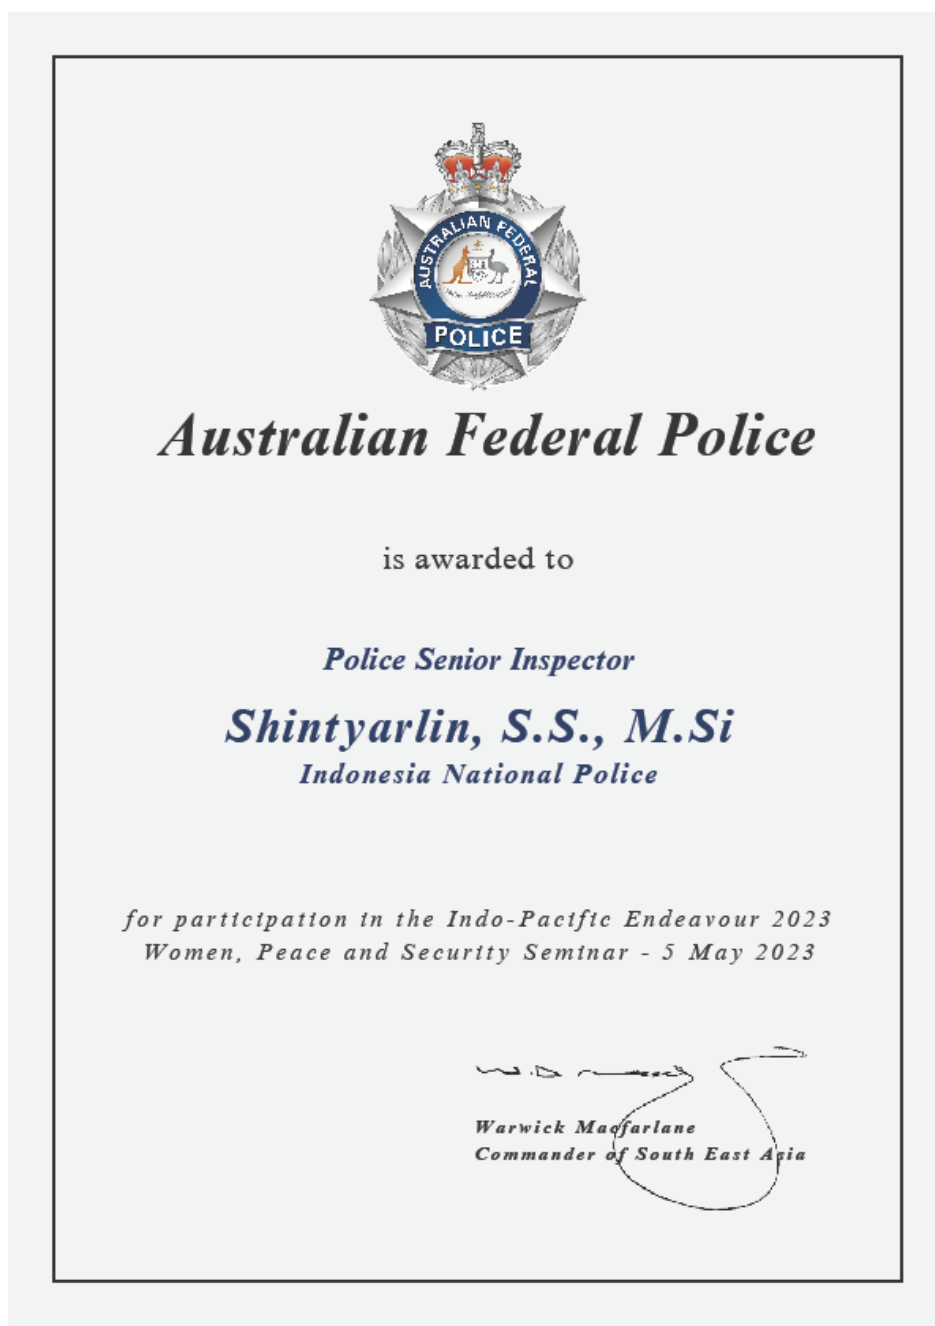 AUSTRALIAN FEDERAL
POLICE
Australian Federal Police
is awarded to
Police Senior Inspector
Shintyarlin, S.S., M.Si
Indonesia National Police
for participation in the Indo-Pacific Endeavour 2023
Women, Peace and Security Seminar - 5 May 2023
Warwick Macfarlane
Commander of South East Asia